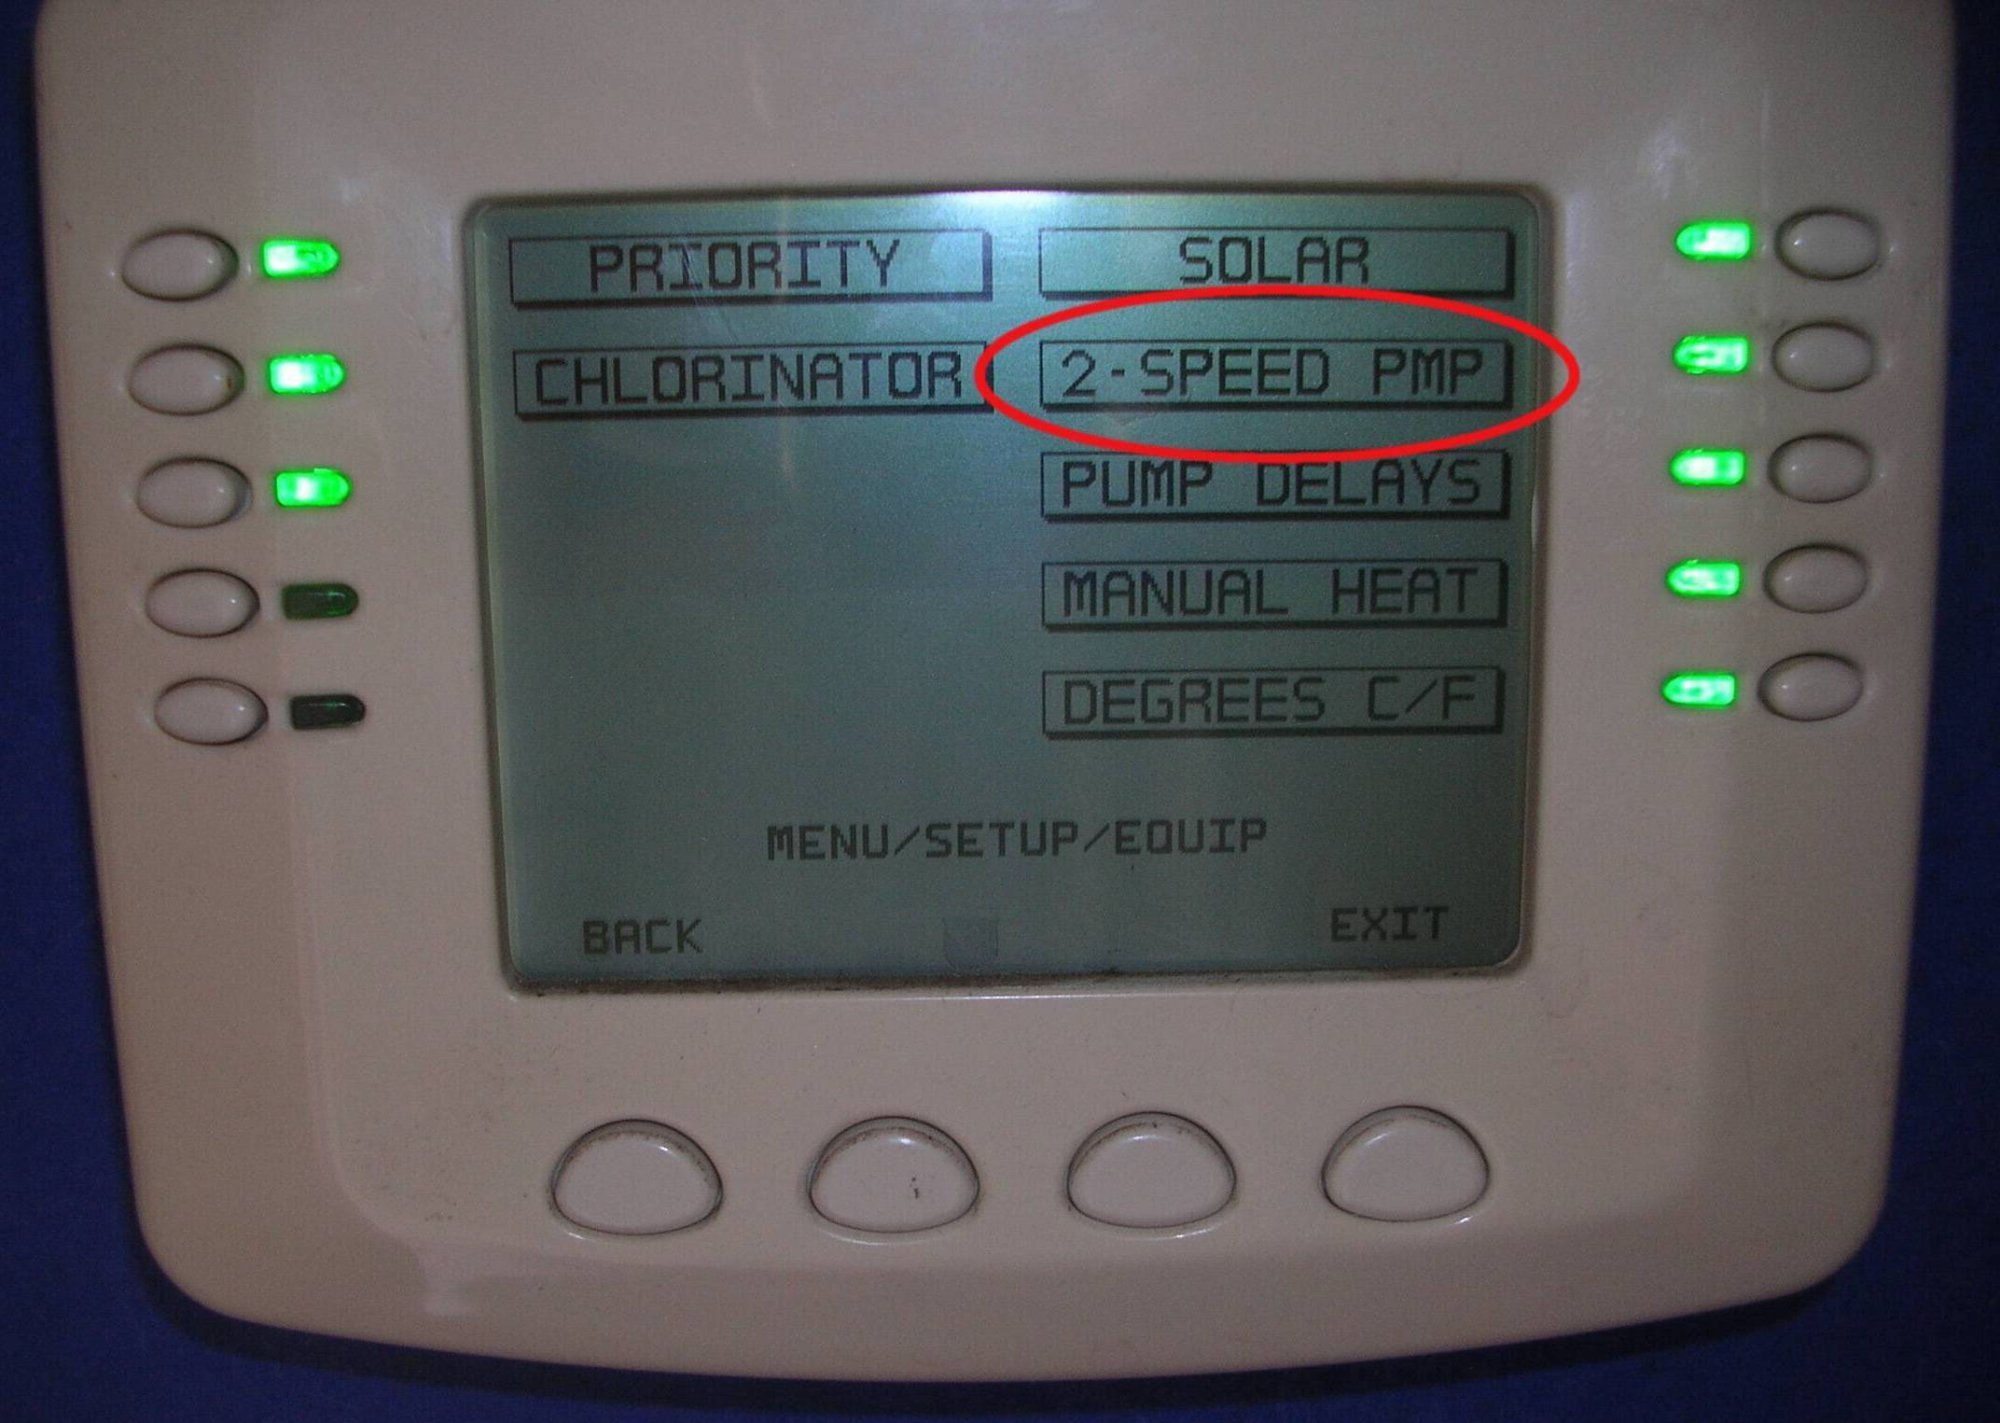 PRIORITY
SOLAR
CHLORINATOR
2-SPEED PMP
PUMP DELAYS
MANUAL HEAT
DEGREES C/F
MENU/SETUP/EQUIP
BACK
EXIT